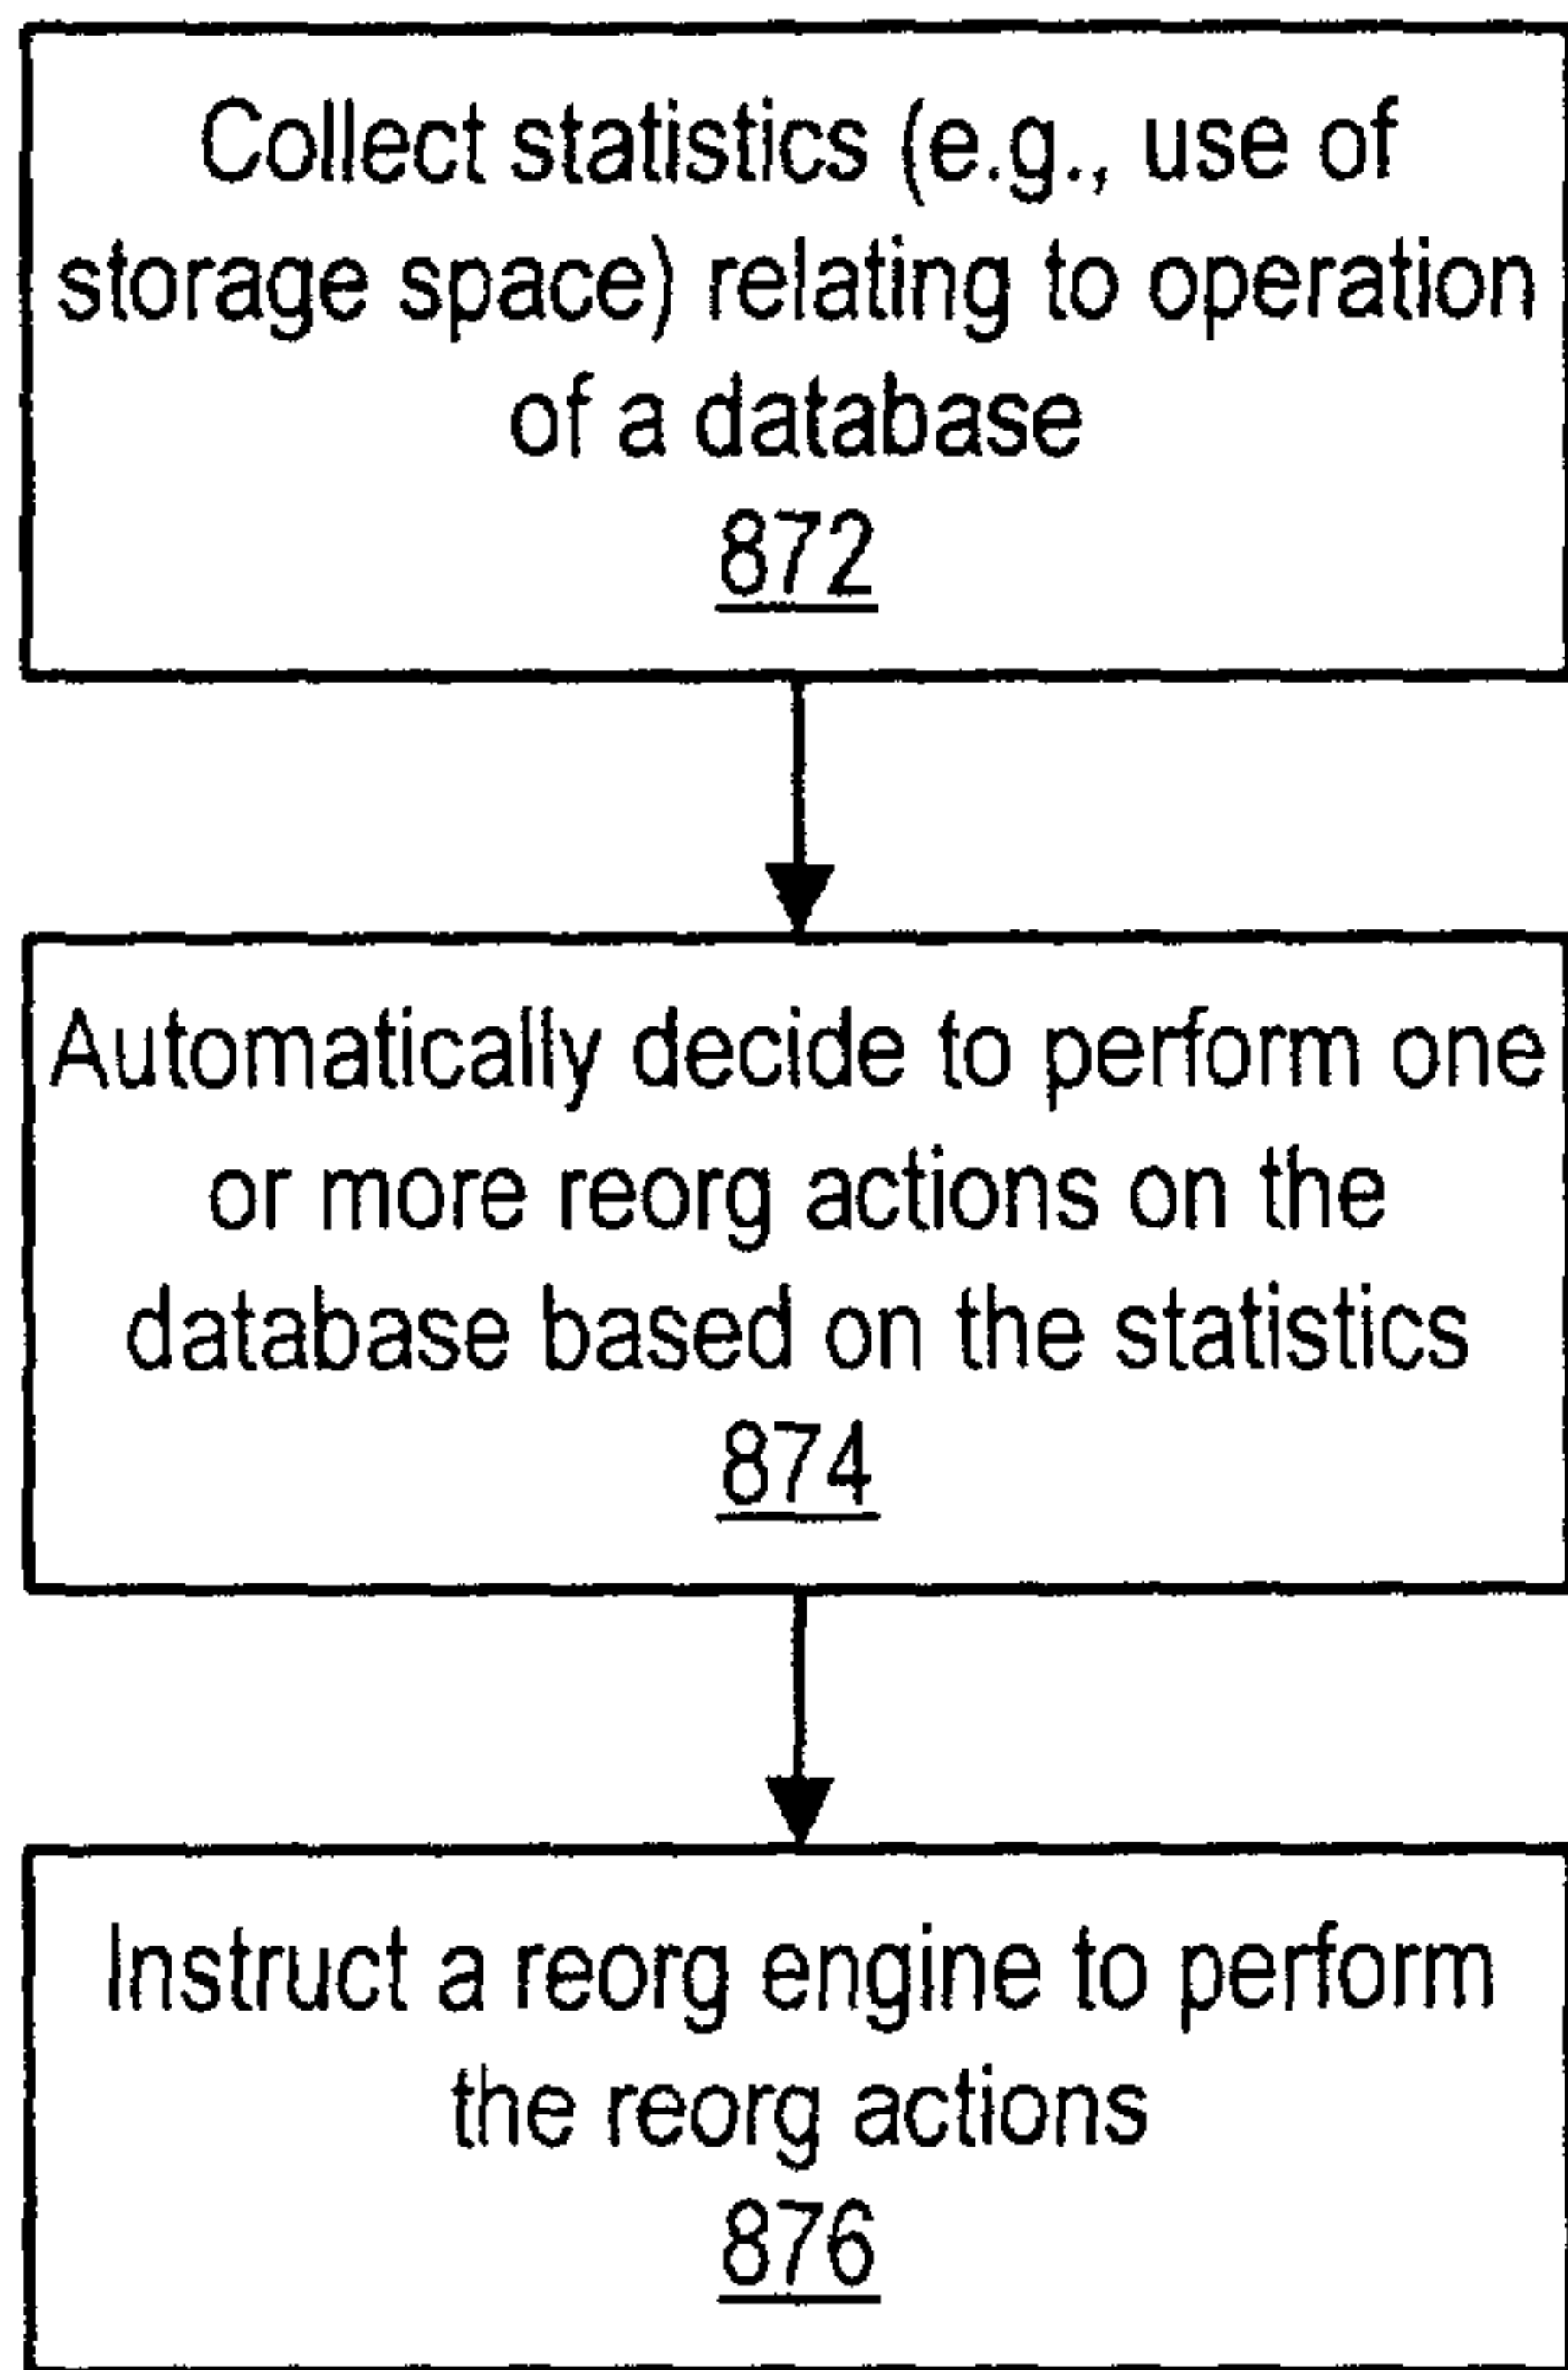 Collect statistics (e.g., use of
storage space) relating to operation
of a database
872
Automatically decide to perform one
or more reorg actions on the
database based on the statistics
874
Instruct a reorg engine to perform
the reorg actions
876